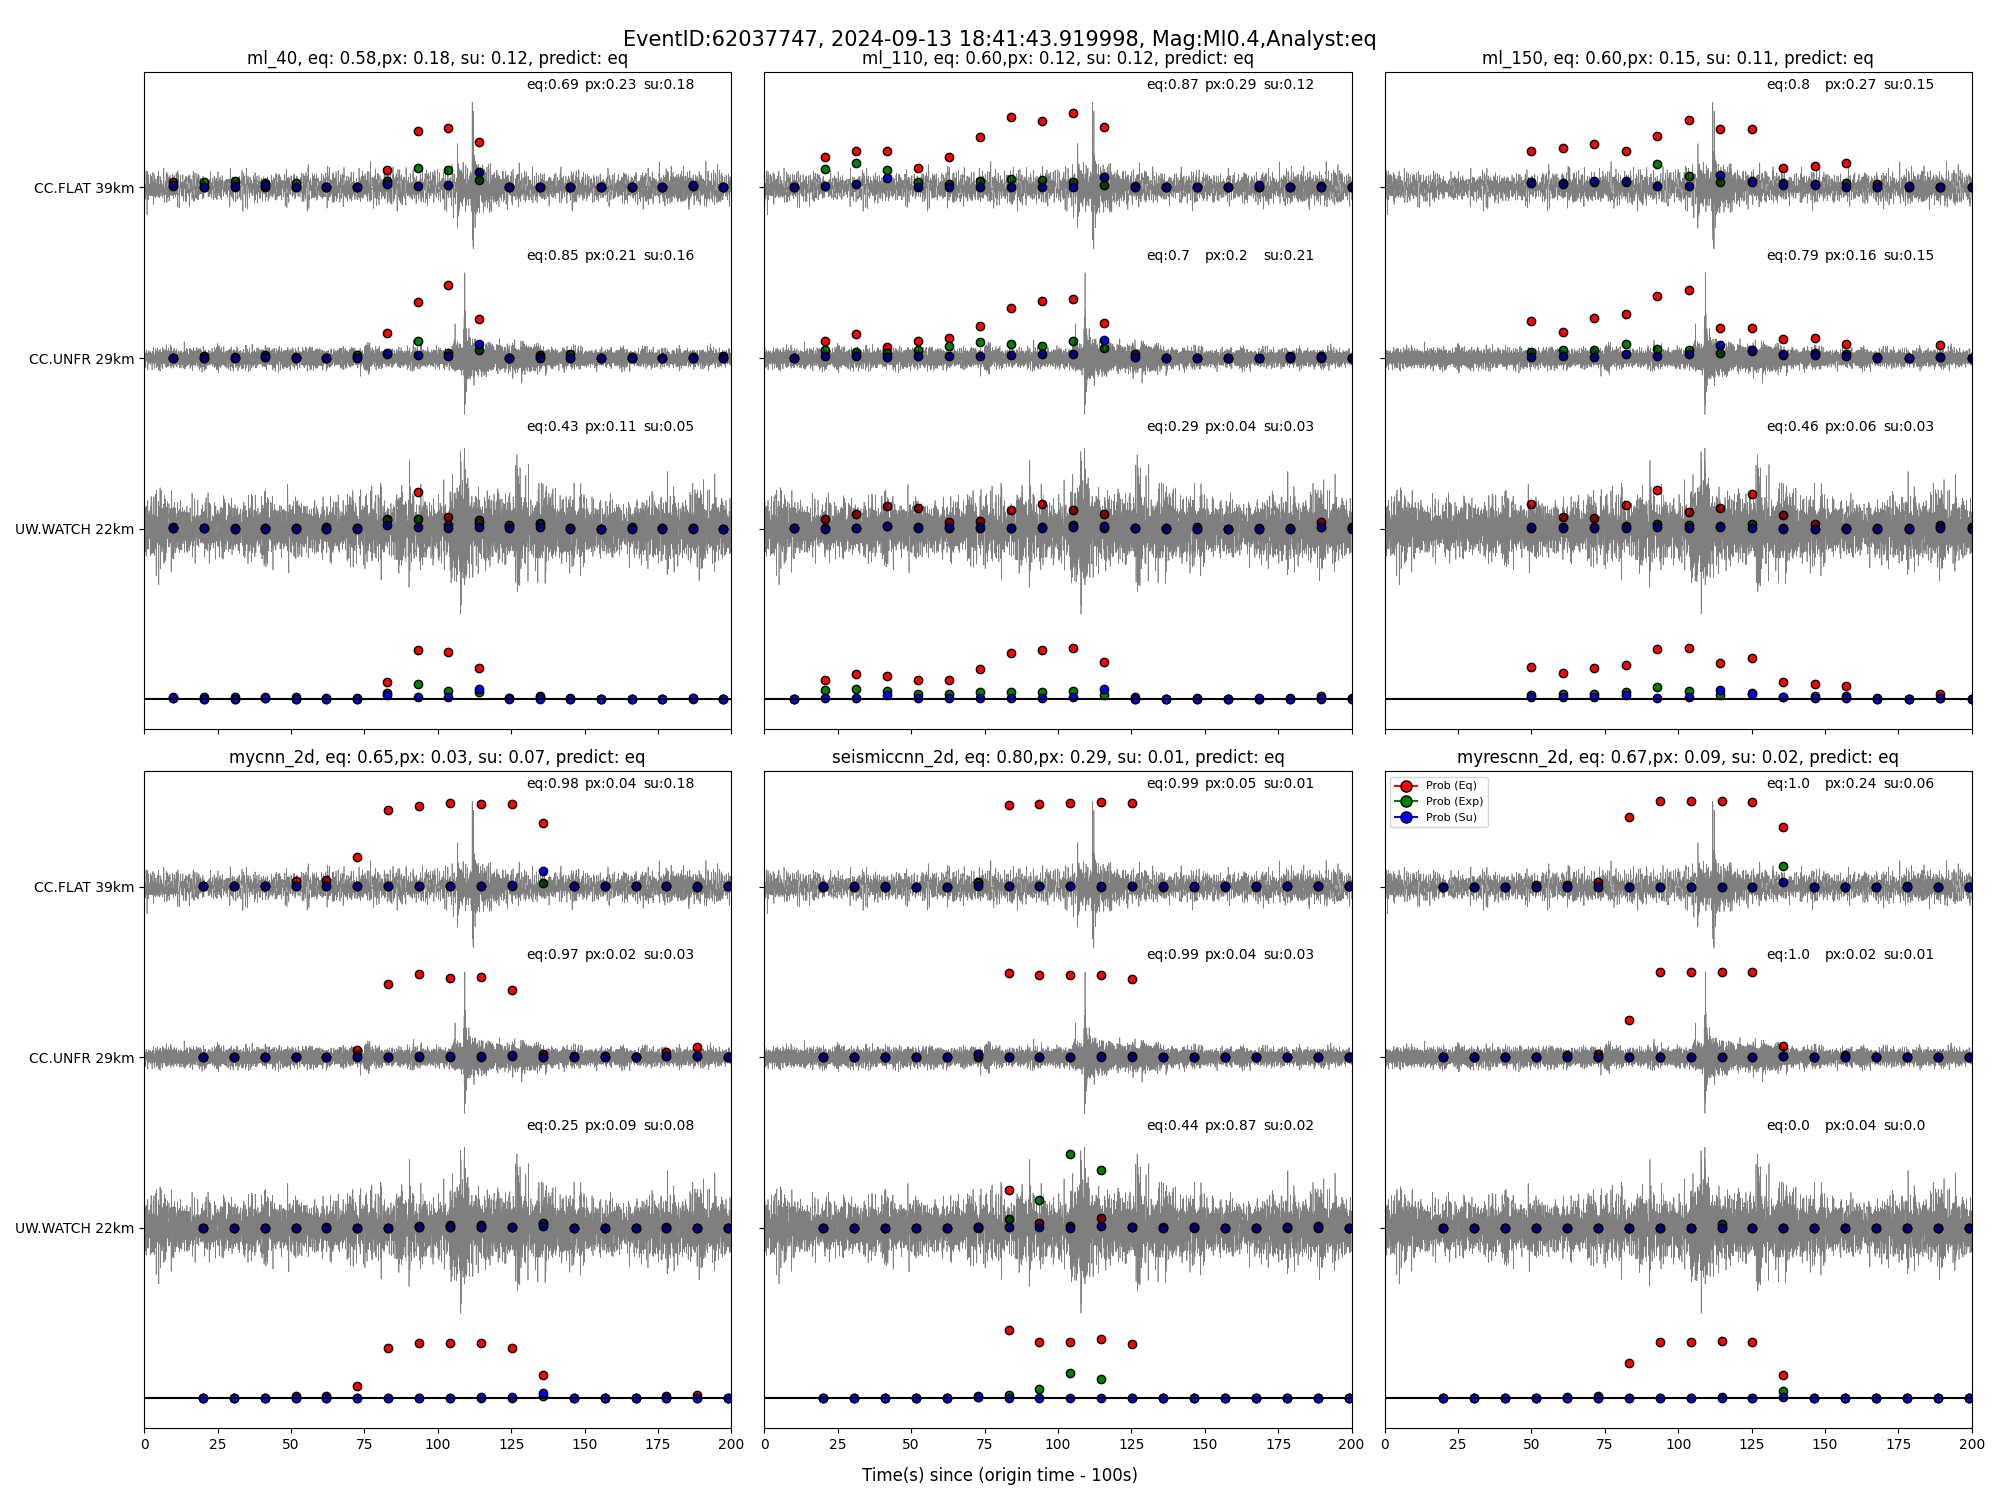 EventID:62037747, 2024-09-13 18:41:43.919998, Mag:Ml0.4,Analyst:eq
ml_40, eq: 0.58,px: 0.18, su: 0.12, predict: eq
ml_110, eq: 0.60,px: 0.12, su: 0.12, predict: eq
ml_150, eq: 0.60,px: 0.15, su: 0.11, predict: eq
eq:0.69 px:0.23 su:0.18
eq:0.87 px:0.29 su:0.12
eq:0.8 px:0.27 su:0.15
CC.FLAT 39km
eq:0.85 px:0.21 su:0.16
eq:0.7 px:0.2 su:0.21
eq:0.79 px:0.16 su:0.15
CC.UNFR 29km
eq:0.43 px:0.11 su:0.05
eq:0.29 px:0.04 su:0.03
eq:0.46 px:0.06 su:0.03
UW.WATCH 22km
mycnn_2d, eq: 0.65,px: 0.03, su: 0.07, predict: eq
seismiccnn_2d, eq: 0.80,px: 0.29, su: 0.01, predict: eq
myrescnn_2d, eq: 0.67,px: 0.09, su: 0.02, predict: eq
eq:0.98 px:0.04 su:0.18
eq:0.99 px:0.05 su:0.01
eq:1.0 px:0.24 su:0.06
Prob (Eq)
Prob (Exp)
Prob (Su)
CC.FLAT 39km
eq:0.97 px:0.02 su:0.03
eq:0.99 px:0.04 su:0.03
eq:1.0 px:0.02 su:0.01
CC.UNFR 29km
eq:0.25 px:0.09 su:0.08
eq:0.44 px:0.87 su:0.02
eq:0.0 px:0.04 su:0.0
UW.WATCH 22km
0 25 50 75 100 125 150 175 200
0 25 50 75 100 125 150 175 200
0 25 50 75 100 125 150 175 200
Time(s) since (origin time - 100s)